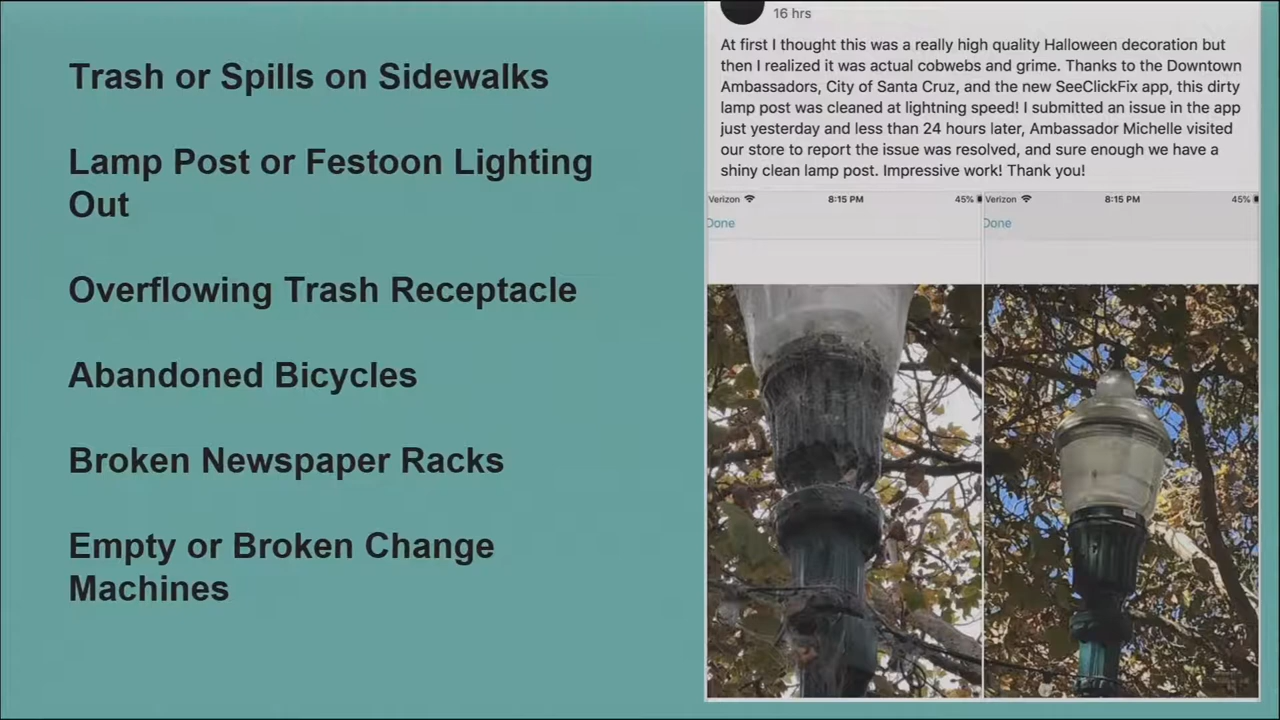 Trash or Spills on Sidewalks
Lamp Post or Festoon Lighting
Out
Overflowing Trash Receptacle
Abandoned Bicycles
Broken Newspaper Racks
Empty or Broken Change
Machines
16 hrs
At first I thought this was a really high quality Halloween decoration but
then I realized it was actual cobwebs and grime. Thanks to the Downtown
Ambassadors, City of Santa Cruz, and the new SeeClickFix app, this dirty
lamp post was cleaned at lightning speed! I submitted an issue in the app
just yesterday and less than 24 hours later, Ambassador Michelle visited
our store to report the issue was resolved, and sure enough we have a
shiny clean lamp post. Impressive work! Thank you!
Verizon 8:15 PM 45%
Done
Verizon 8:15 PM 45%
Done